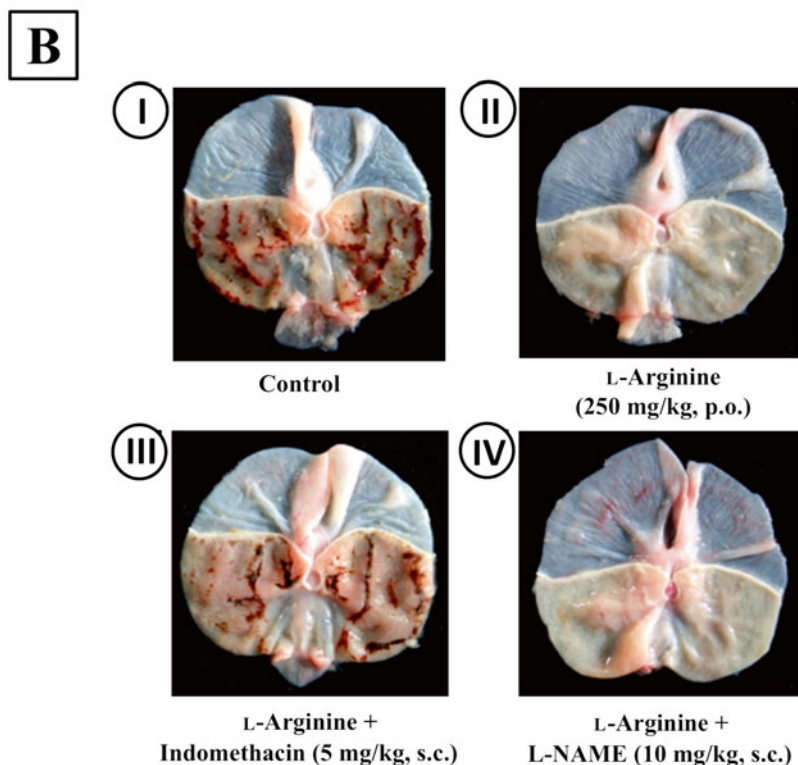 B
I
II
Control
L-Arginine
(250 mg/kg, p.o.)
III
IV
L-Arginine +
Indomethacin (5 mg/kg, s.c.)
L-Arginine +
L-NAME (10 mg/kg, s.c.)